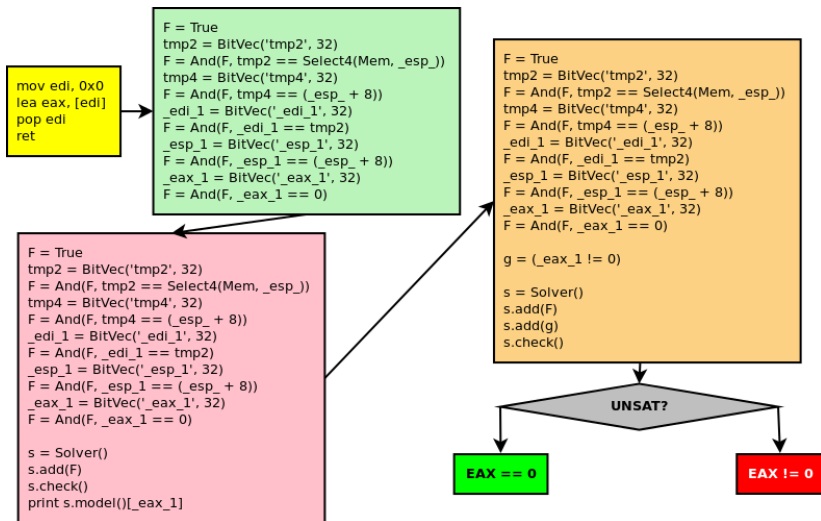 mov edi, 0x0
lea eax, [edi]
pop edi
ret
F = True
tmp2 = BitVec('tmp2', 32)
F = And(F, tmp2 == Select4(Mem, _esp_))
tmp4 = BitVec('tmp4', 32)
F = And(F, tmp4 == (_esp_ + 8))
_edi_1 = BitVec('_edi_1', 32)
F = And(F, _edi_1 == tmp2)
_esp_1 = BitVec('_esp_1', 32)
F = And(F, _esp_1 == (_esp_ + 8))
_eax_1 = BitVec('_eax_1', 32)
F = And(F, _eax_1 == 0)
F = True
tmp2 = BitVec('tmp2', 32)
F = And(F, tmp2 == Select4(Mem, _esp_))
tmp4 = BitVec('tmp4', 32)
F = And(F, tmp4 == (_esp_ + 8))
_edi_1 = BitVec('_edi_1', 32)
F = And(F, _edi_1 == tmp2)
_esp_1 = BitVec('_esp_1', 32)
F = And(F, _esp_1 == (_esp_ + 8))
_eax_1 = BitVec('_eax_1', 32)
F = And(F, _eax_1 == 0)
s = Solver()
s.add(F)
s.check()
print s.model()[_eax_1]
F = True
tmp2 = BitVec('tmp2', 32)
F = And(F, tmp2 == Select4(Mem, _esp_))
tmp4 = BitVec('tmp4', 32)
F = And(F, tmp4 == (_esp_ + 8))
_edi_1 = BitVec('_edi_1', 32)
F = And(F, _edi_1 == tmp2)
_esp_1 = BitVec('_esp_1', 32)
F = And(F, _esp_1 == (_esp_ + 8))
_eax_1 = BitVec('_eax_1', 32)
F = And(F, _eax_1 == 0)
g = (_eax_1 != 0)
s = Solver()
s.add(F)
s.add(g)
s.check()
UNSAT?
EAX == 0
EAX != 0